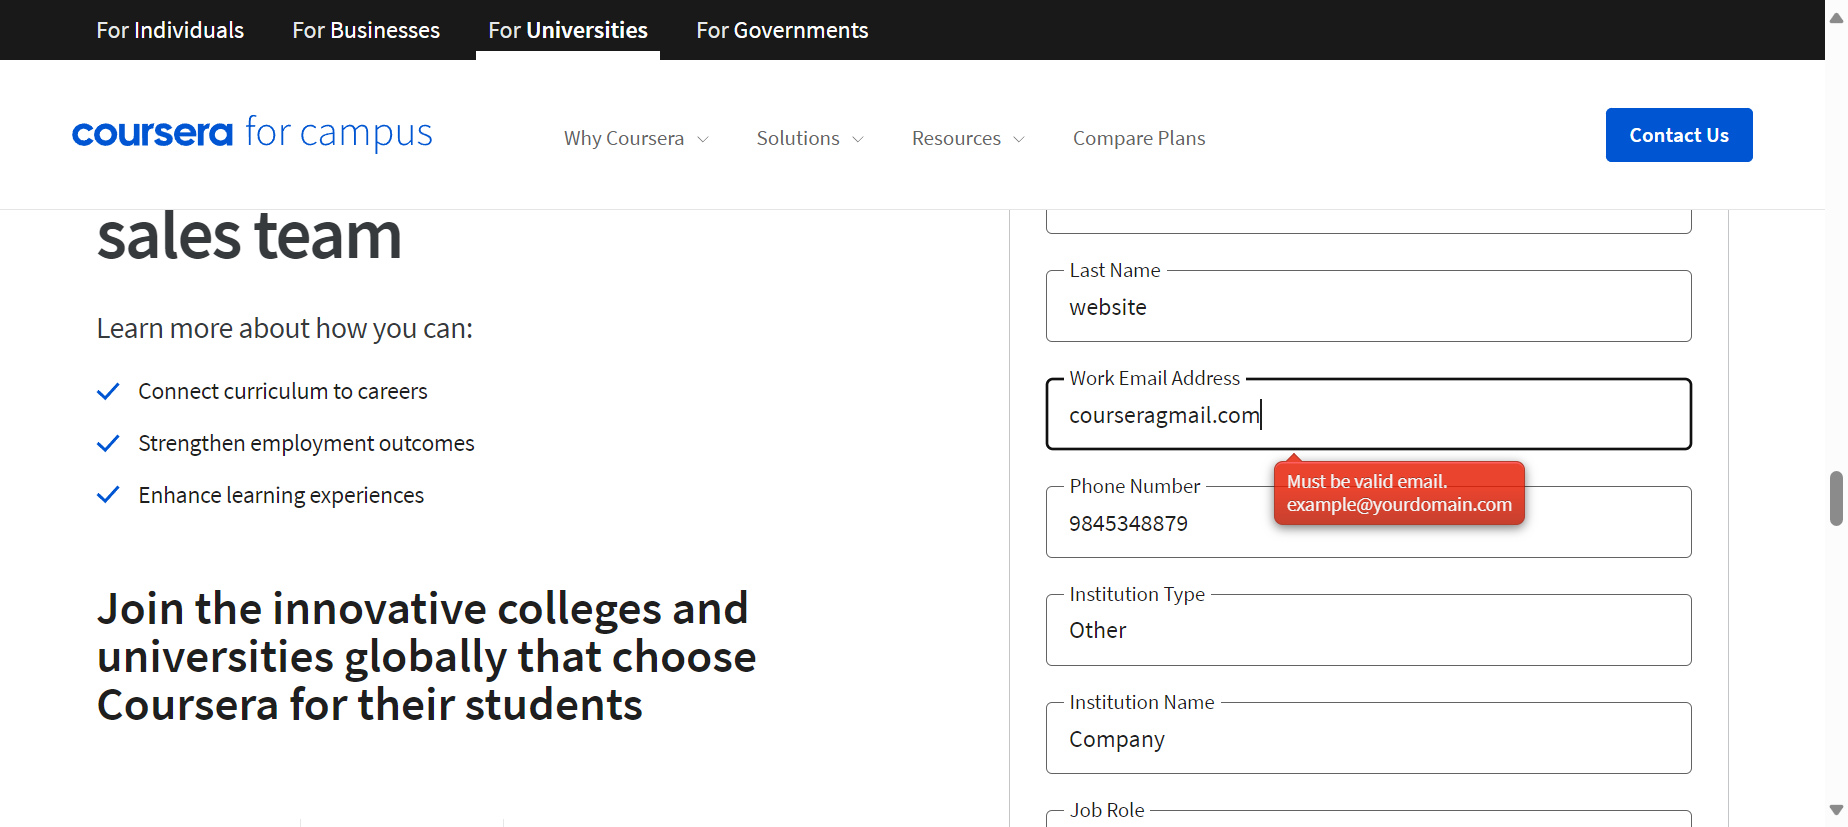 For Individuals
For Businesses
For Universities
For Governments
coursera for campus
Why Coursera
Solutions
Resources
Compare Plans
Contact Us
sales team
Learn more about how you can:
Connect curriculum to careers
Strengthen employment outcomes
Enhance learning experiences
Join the innovative colleges and
universities globally that choose
Coursera for their students
Last Name
website
Work Email Address
courseragmail.com
Must be valid email.
example@yourdomain.com
Phone Number
9845348879
Institution Type
Other
Institution Name
Company
Job Role